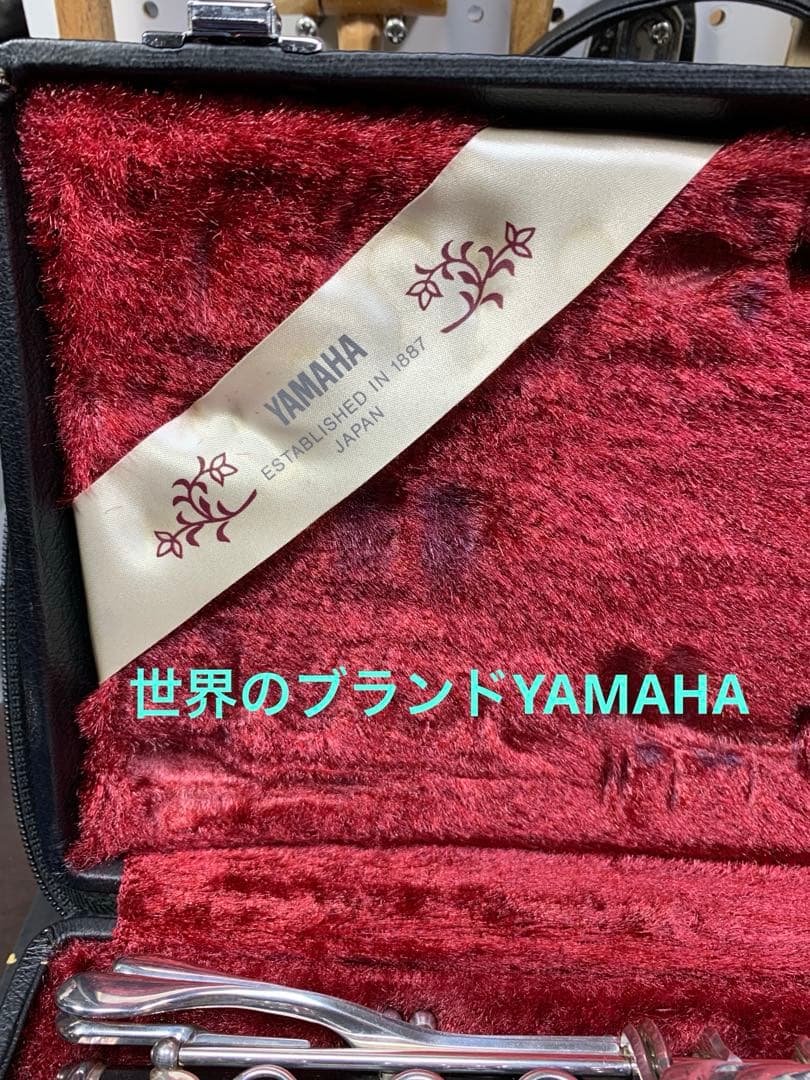 YAMAHA
ESTABLISHED IN 1887
JAPAN
世界のブランドYAMAHA